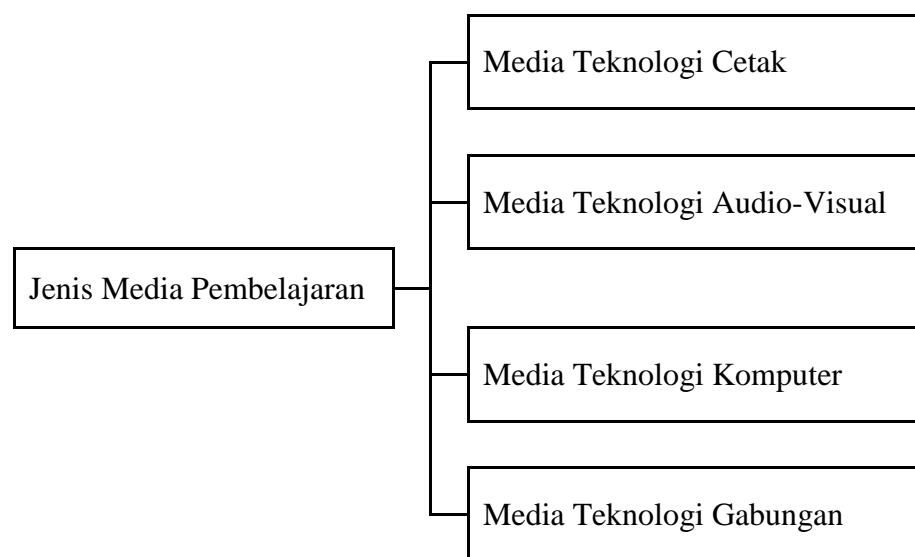 Media Teknologi Cetak
Media Teknologi Audio-Visual
Jenis Media Pembelajaran
Media Teknologi Komputer
Media Teknologi Gabungan